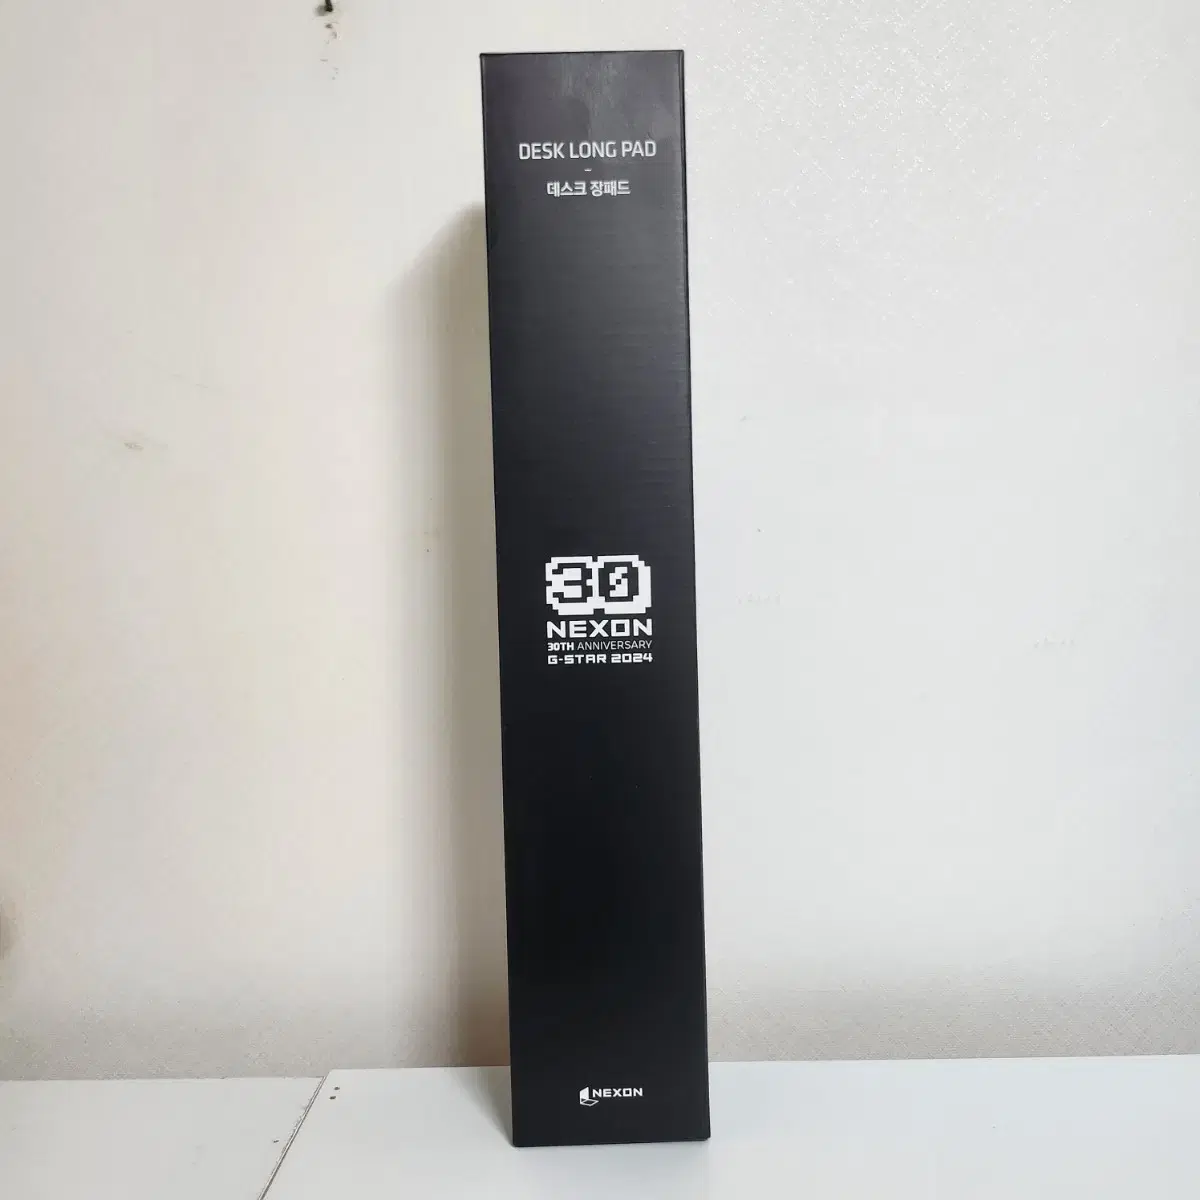 DESK LONG PAD
데스크 장패드
30
NEXON
30TH ANNIVERSARY
G-STAR 2024
NEXON